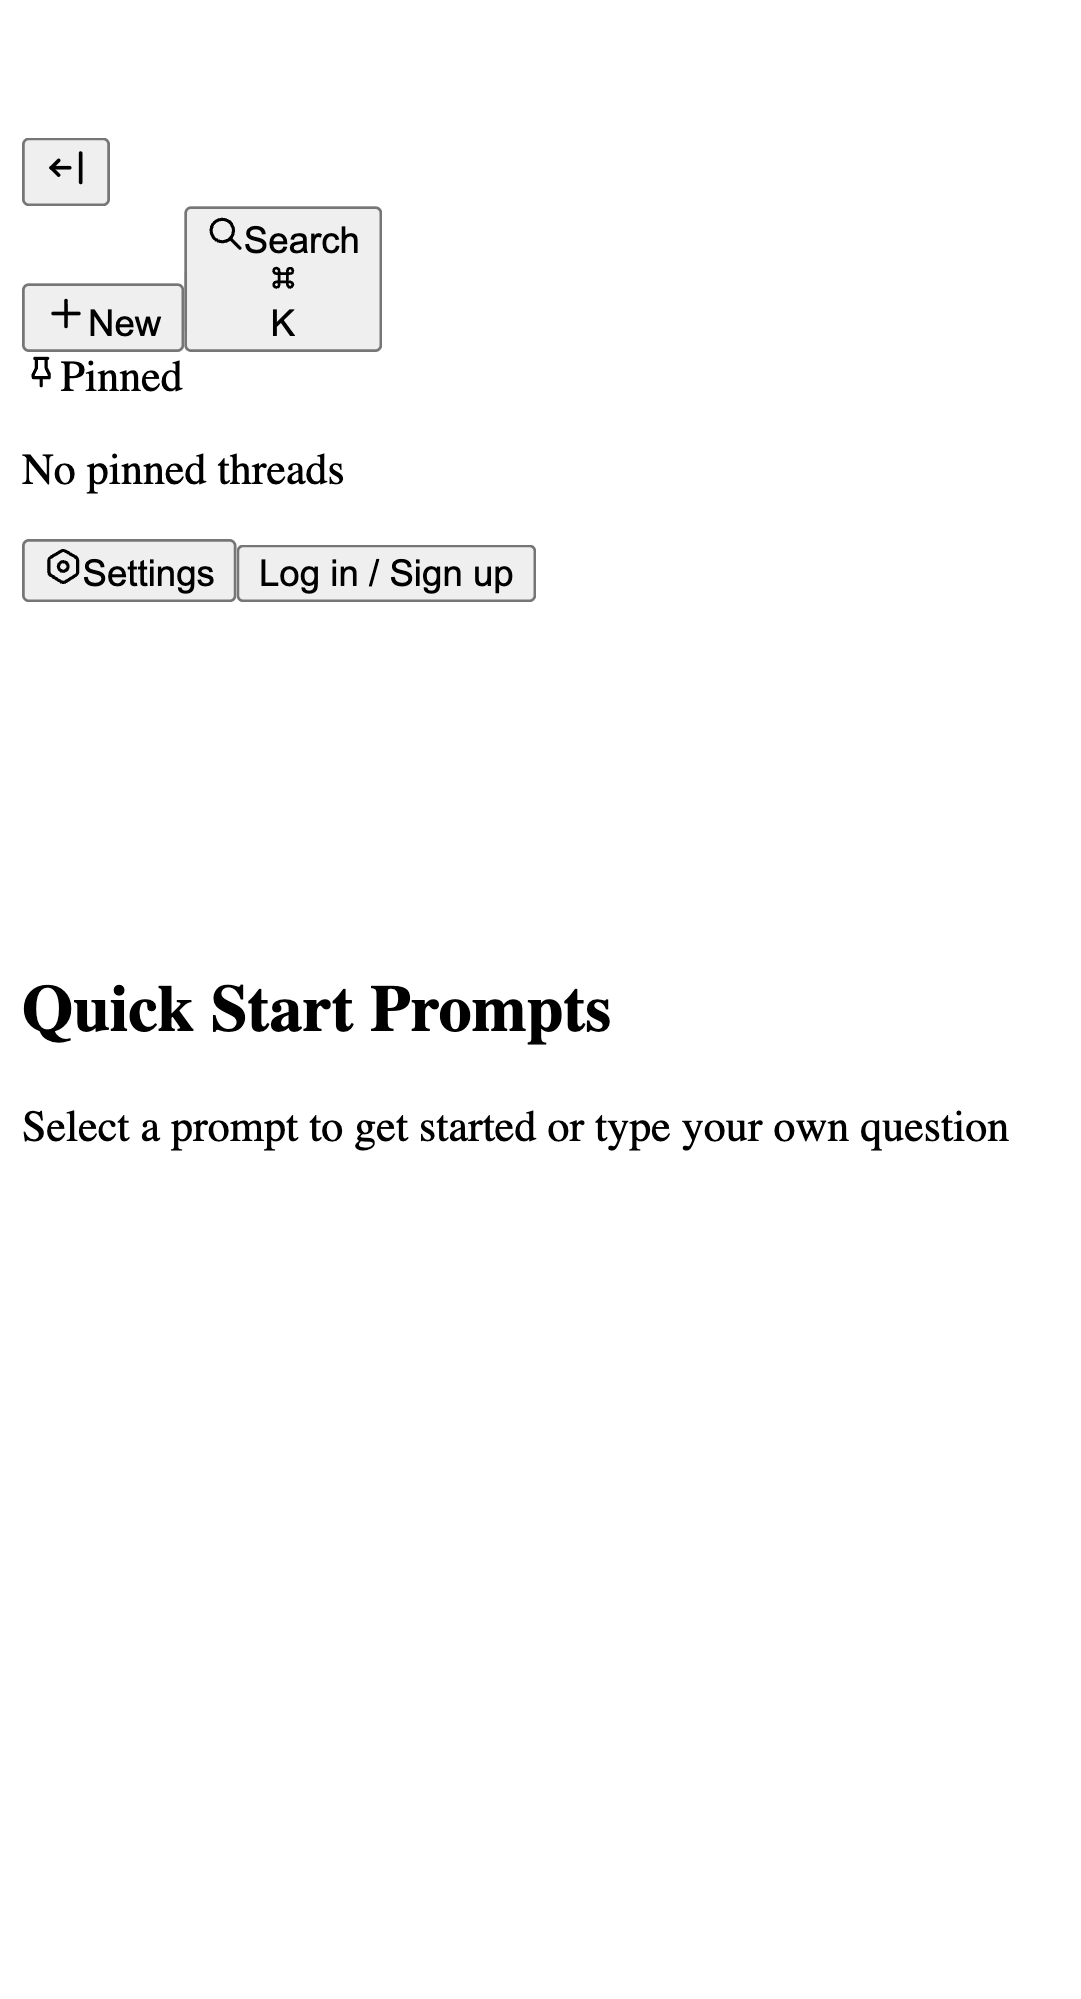 Search
⌘
New
K
Pinned
No pinned threads
Settings
Log in / Sign up
Quick Start Prompts
Select a prompt to get started or type your own question